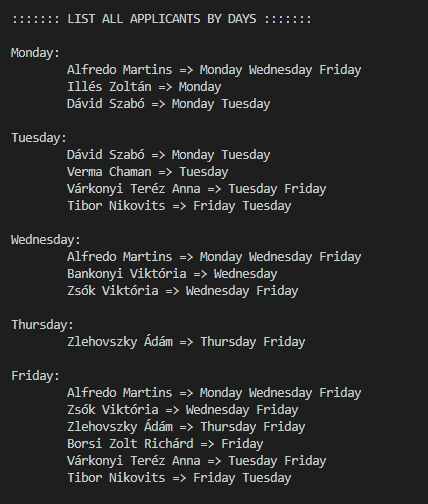 ::::::: LIST ALL APPLICANTS BY DAYS :::::::
Monday:
Alfredo Martins => Monday Wednesday Friday
Illés Zoltán => Monday
Dávid Szabó => Monday Tuesday
Tuesday:
Dávid Szabó => Monday Tuesday
Verma Chaman => Tuesday
Várkonyi Teréz Anna => Tuesday Friday
Tibor Nikovits => Friday Tuesday
Wednesday:
Alfredo Martins => Monday Wednesday Friday
Bankonyi Viktória => Wednesday
Zsók Viktória => Wednesday Friday
Thursday:
Zlehovszky Ádám => Thursday Friday
Friday:
Alfredo Martins => Monday Wednesday Friday
Zsók Viktória => Wednesday Friday
Zlehovszky Ádám => Thursday Friday
Borsi Zolt Richárd => Friday
Várkonyi Teréz Anna => Tuesday Friday
Tibor Nikovits => Friday Tuesday